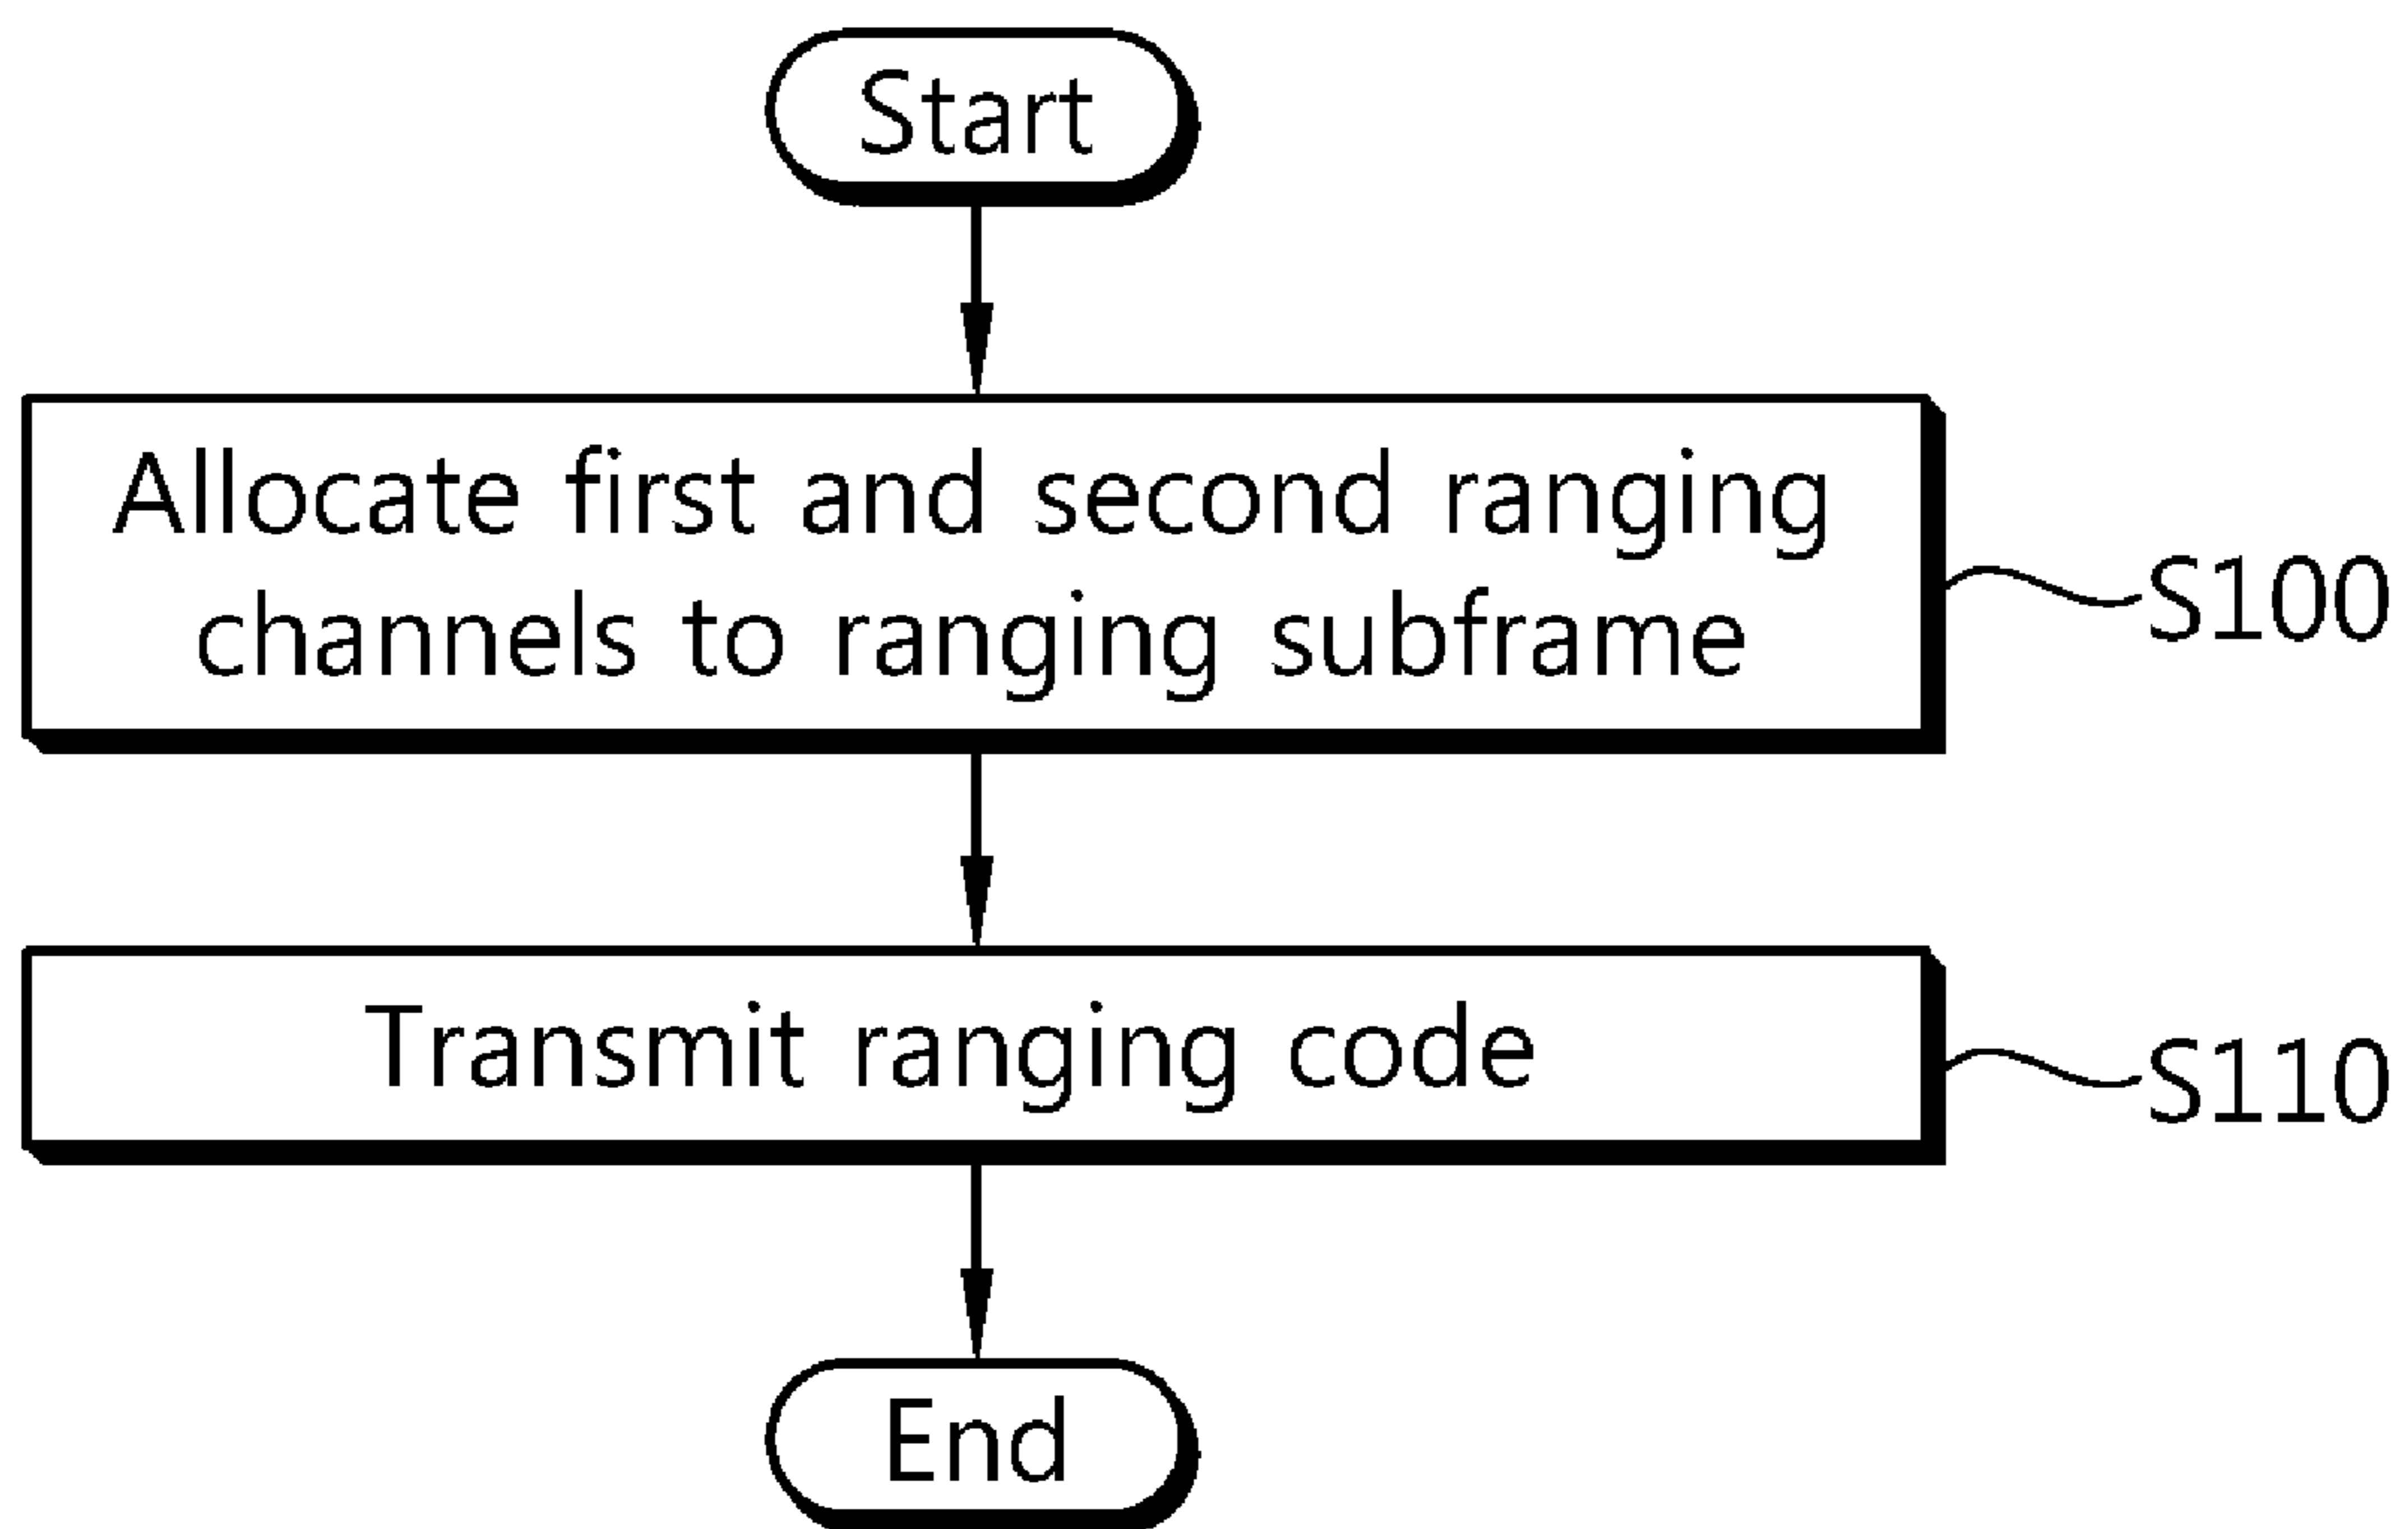 Start
Allocate first and second ranging
channels to ranging subframe
S100
Transmit ranging code
S110
End